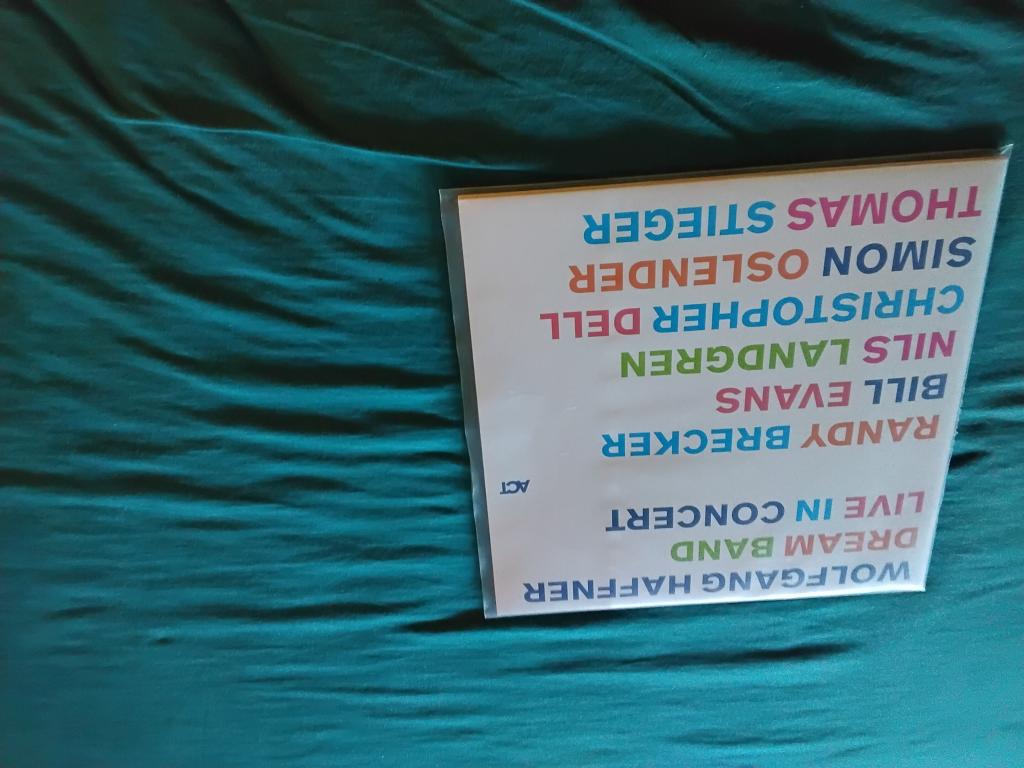 WOLFGANG HAFFNER
DREAM BAND
LIVE IN CONCERT
ACT
RANDY BRECKER
BILL EVANS
NILS LANDGREN
CHRISTOPHER DELL
SIMON OSLENDER
THOMAS STIEGER